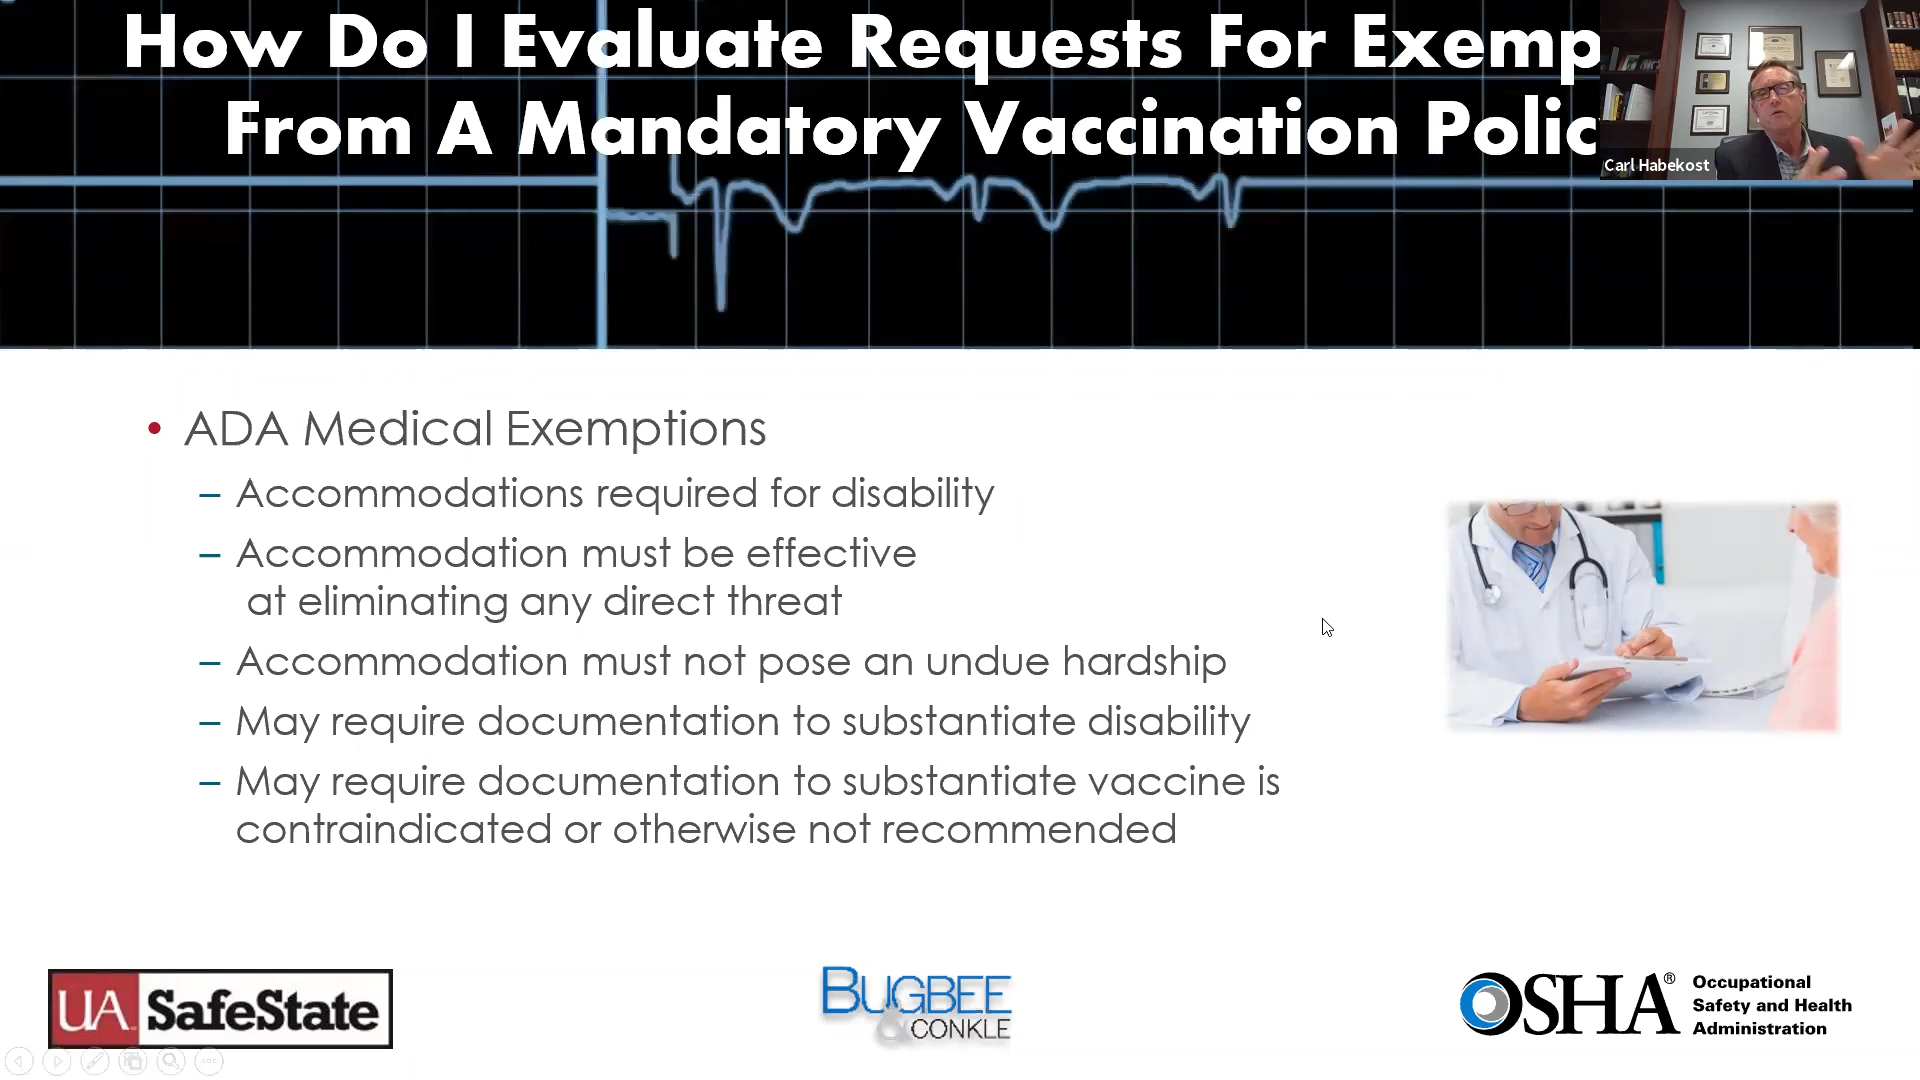 How Do I Evaluate Requests For Exemp
From A Mandatory Vaccination Polic
Carl Habekost
• ADA Medical Exemptions
– Accommodations required for disability
– Accommodation must be effective
at eliminating any direct threat
– Accommodation must not pose an undue hardship
– May require documentation to substantiate disability
– May require documentation to substantiate vaccine is
contraindicated or otherwise not recommended
UA SafeState
BUGBEE
& CONKLE
OSHA®
Occupational
Safety and Health
Administration